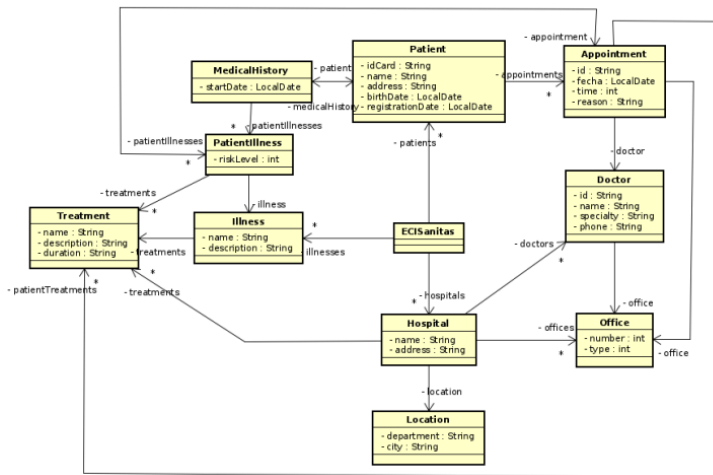 - appointment
Patient
- idCard : String
- name : String
- address : String
- birthDate : LocalDate
- registrationDate : LocalDate
Appointment
- id : String
- fecha : LocalDate
- time : int
- reason : String
MedicalHistory
- startDate : LocalDate
- patient
- appointments
*
- medicalHistory
* patientIllnesses
- patientIllnesses
*
PatientIllness
- riskLevel : int
*
- patients
- doctor
- treatments
*
- illness
Doctor
- id : String
- name : String
- specialty : String
- phone : String
Treatment
- name : String
- description : String
- duration : String
Illness
- name : String
- description : String
*
illnesses
ECISanitas
- doctors
*
- treatments
*
- patientTreatments
*
- treatments
- hospitals
*
- office
Hospital
- name : String
- address : String
- offices
*
Office
- number : int
- type : int
- office
- location
Location
- department : String
- city : String